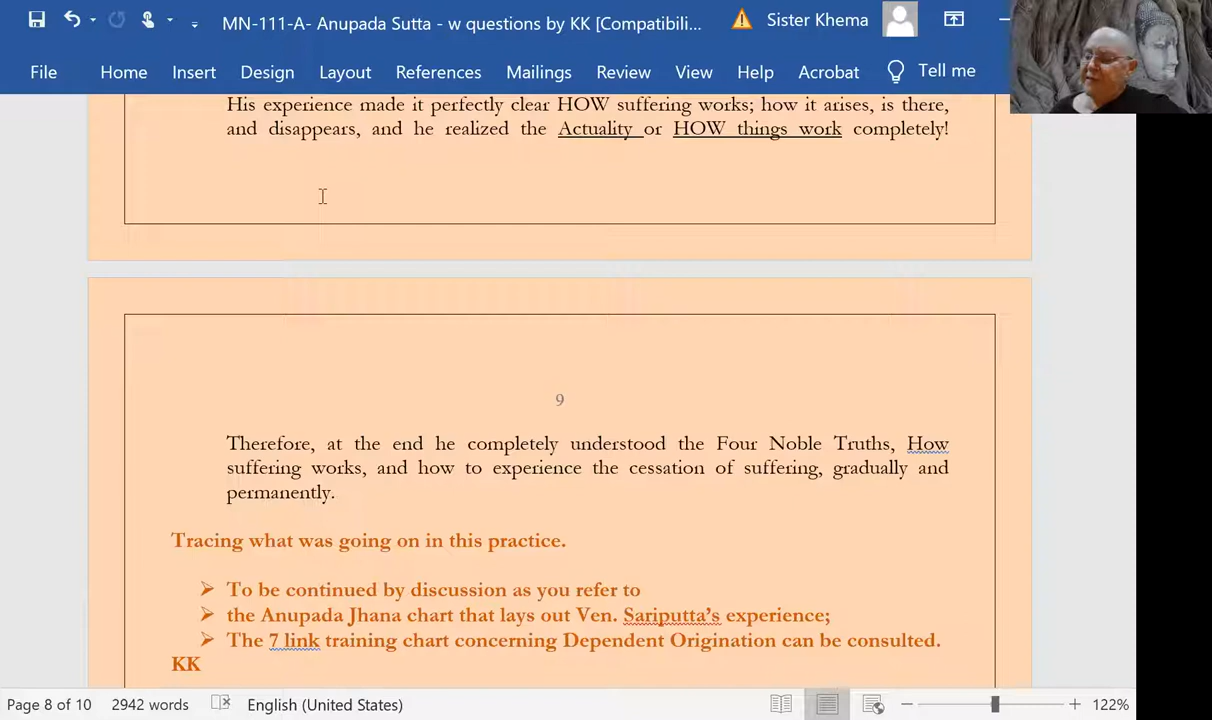 MN-111-A- Anupada Sutta - w questions by KK [Compatibili... Sister Khema
File Home Insert Design Layout References Mailings Review View Help Acrobat Tell me
His experience made it perfectly clear HOW suffering works; how it arises, is there,
and disappears, and he realized the Actuality or HOW things work completely!
9
Therefore, at the end he completely understood the Four Noble Truths, How
suffering works, and how to experience the cessation of suffering, gradually and
permanently.
Tracing what was going on in this practice.
➢ To be continued by discussion as you refer to
➢ the Anupada Jhana chart that lays out Ven. Sariputta's experience;
➢ The 7 link training chart concerning Dependent Origination can be consulted.
KK
Page 8 of 10 2942 words English (United States) 122%